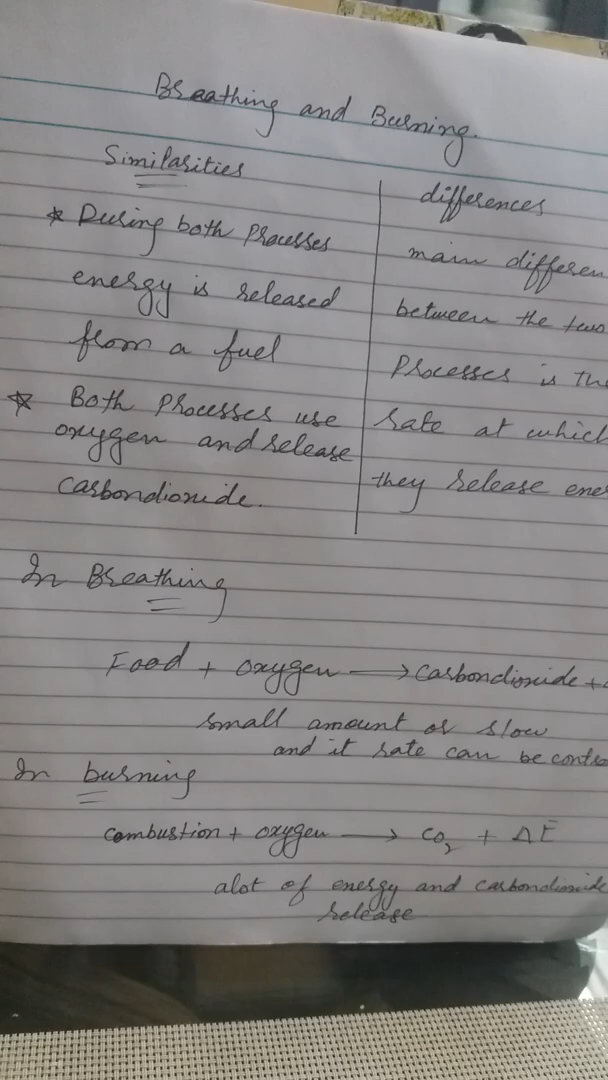 Breathing and Burning.
Similarities
* During both Processes
energy is released
from a fuel
* Both Processes use
oxygen and release
carbondioxide.
differences
main differen
between the two
Processes is the
rate at which
they release ene
In Breathing
Food + oxygen → carbondioxide +
small amount or slow
and it rate can be contro
In burning
combustion + oxygen → CO₂ + ΔE
alot of energy and carbondioxide
release